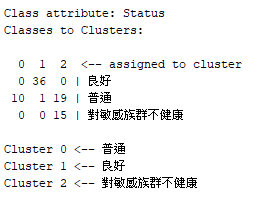 Class attribute: Status
Classes to Clusters:
0 1 2 <-- assigned to cluster
0 36 0 | 良好
10 1 19 | 普通
0 0 15 | 對敏感族群不健康
Cluster 0 <-- 普通
Cluster 1 <-- 良好
Cluster 2 <-- 對敏感族群不健康